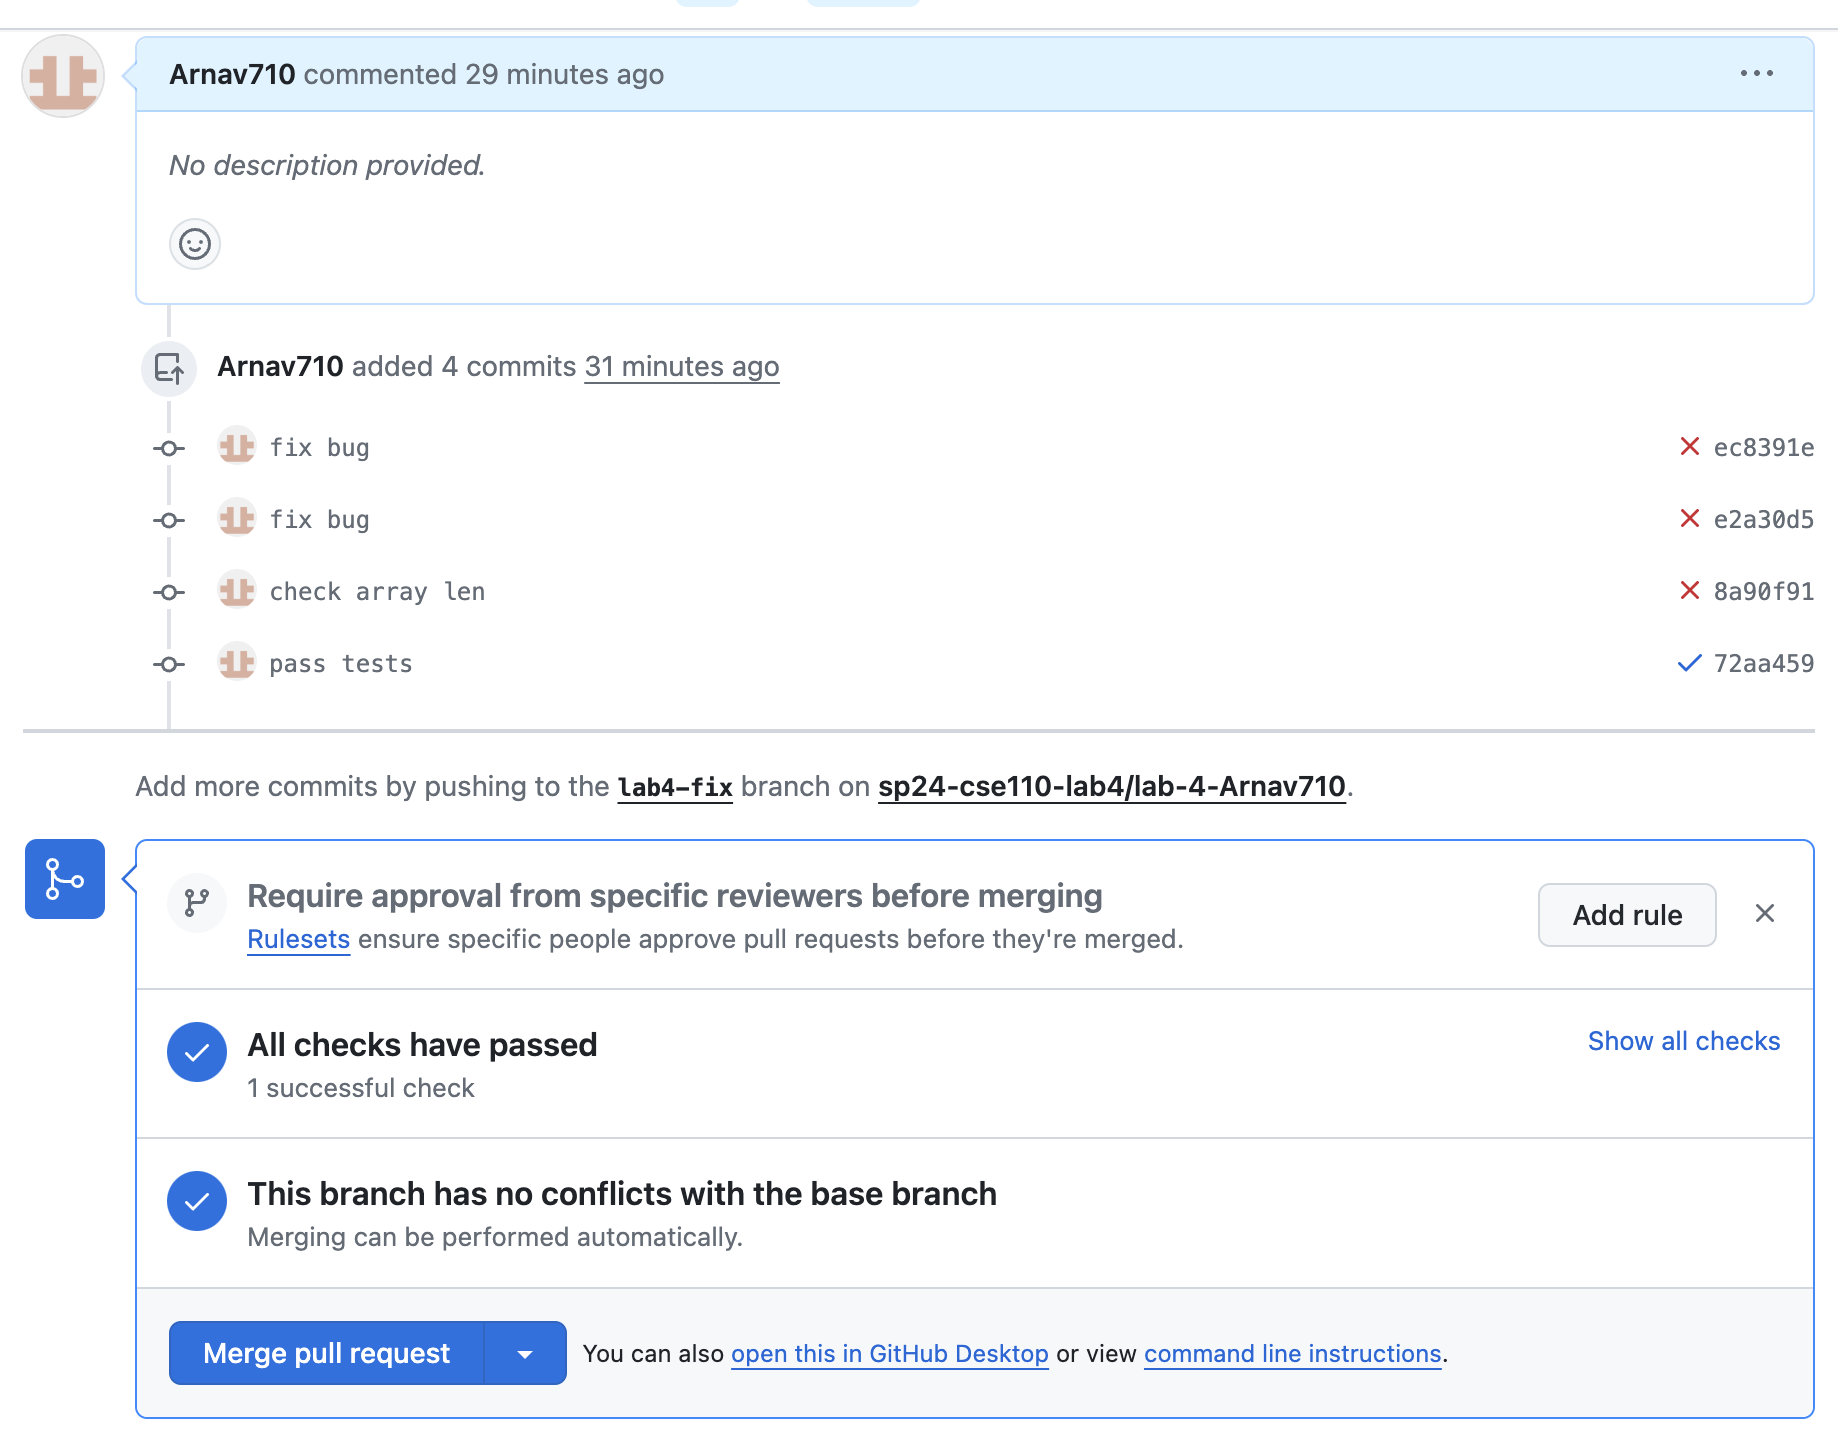 Arnav710 commented 29 minutes ago
No description provided.
Arnav710 added 4 commits 31 minutes ago
fix bug ec8391e
fix bug e2a30d5
check array len 8a90f91
pass tests 72aa459
Add more commits by pushing to the lab4-fix branch on sp24-cse110-lab4/lab-4-Arnav710.
Require approval from specific reviewers before merging
Rulesets ensure specific people approve pull requests before they're merged.
Add rule
All checks have passed
1 successful check
Show all checks
This branch has no conflicts with the base branch
Merging can be performed automatically.
Merge pull request You can also open this in GitHub Desktop or view command line instructions.